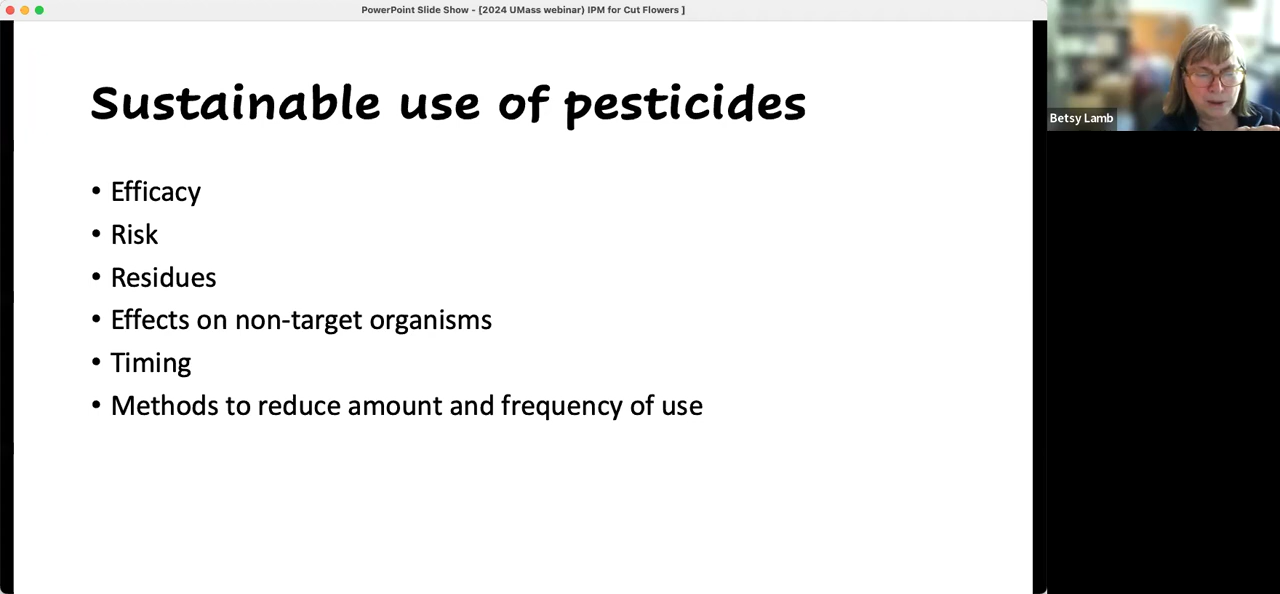 PowerPoint Slide Show - [2024 UMass webinar) IPM for Cut Flowers ]
Sustainable use of pesticides
• Efficacy
• Risk
• Residues
• Effects on non-target organisms
• Timing
• Methods to reduce amount and frequency of use
Betsy Lamb